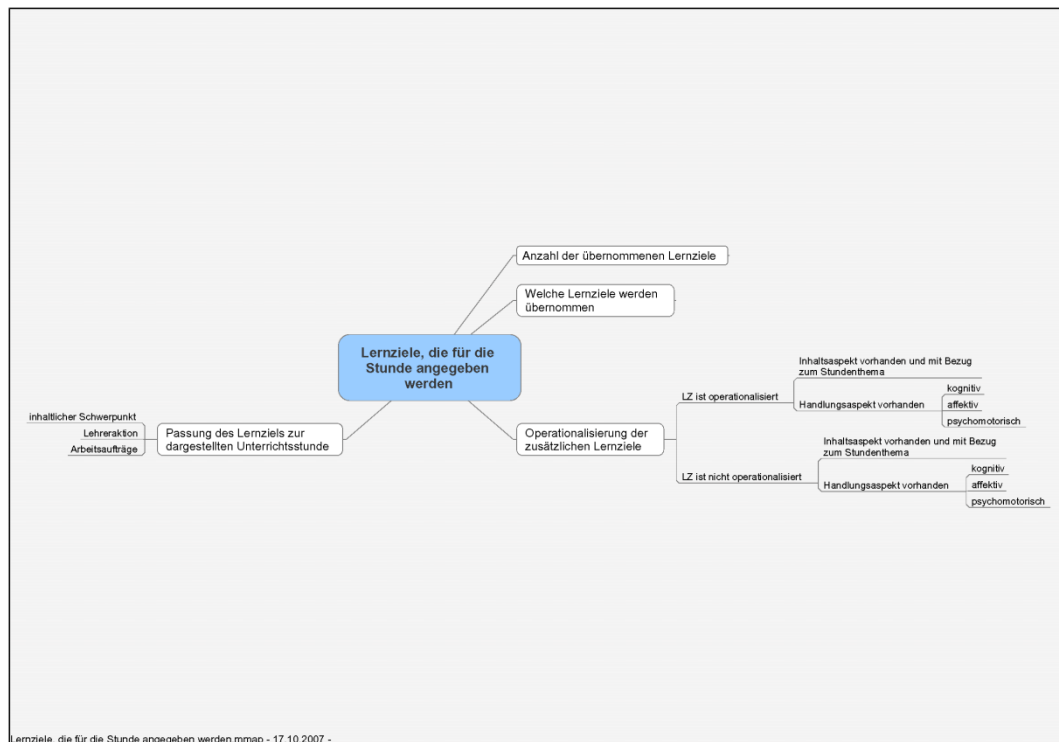 Anzahl der übernommenen Lernziele
Welche Lernziele werden
übernommen
Lernziele, die für die
Stunde angegeben
werden
inhaltlicher Schwerpunkt
Lehreraktion
Arbeitsaufträge
Passung des Lernziels zur
dargestellten Unterrichtsstunde
Operationalisierung der
zusätzlichen Lernziele
LZ ist operationalisiert
Inhaltsaspekt vorhanden und mit Bezug
zum Stundenthema
Handlungsaspekt vorhanden
kognitiv
affektiv
psychomotorisch
LZ ist nicht operationalisiert
Inhaltsaspekt vorhanden und mit Bezug
zum Stundenthema
Handlungsaspekt vorhanden
kognitiv
affektiv
psychomotorisch
Lernziele, die für die Stunde angegeben werden.mmap - 17.10.2007 -